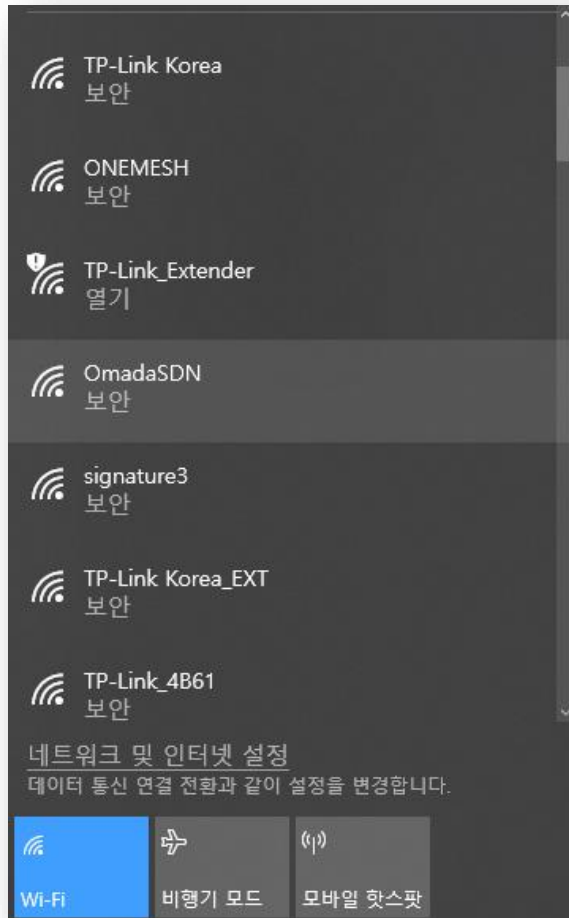 TP-Link Korea
보안
ONEMESH
보안
TP-Link_Extender
열기
OmadaSDN
보안
signature3
보안
TP-Link Korea_EXT
보안
TP-Link_4B61
보안
네트워크 및 인터넷 설정
데이터 통신 연결 전환과 같이 설정을 변경합니다.
Wi-Fi
비행기 모드
모바일 핫스팟